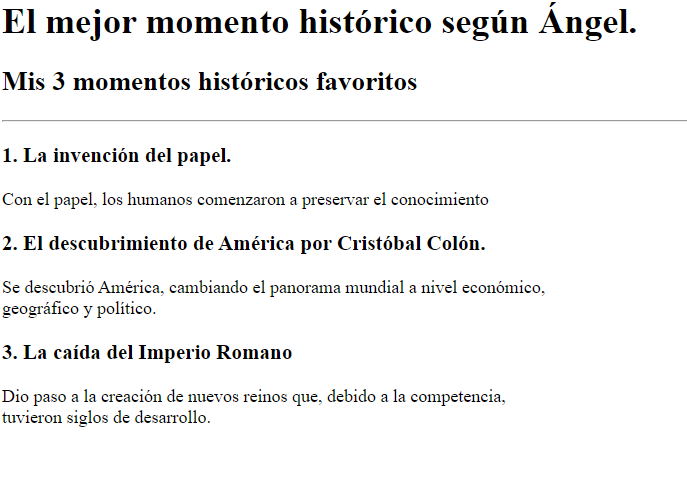 El mejor momento histórico según Ángel.
Mis 3 momentos históricos favoritos
1. La invención del papel.
Con el papel, los humanos comenzaron a preservar el conocimiento
2. El descubrimiento de América por Cristóbal Colón.
Se descubrió América, cambiando el panorama mundial a nivel económico,
geográfico y político.
3. La caída del Imperio Romano
Dio paso a la creación de nuevos reinos que, debido a la competencia,
tuvieron siglos de desarrollo.